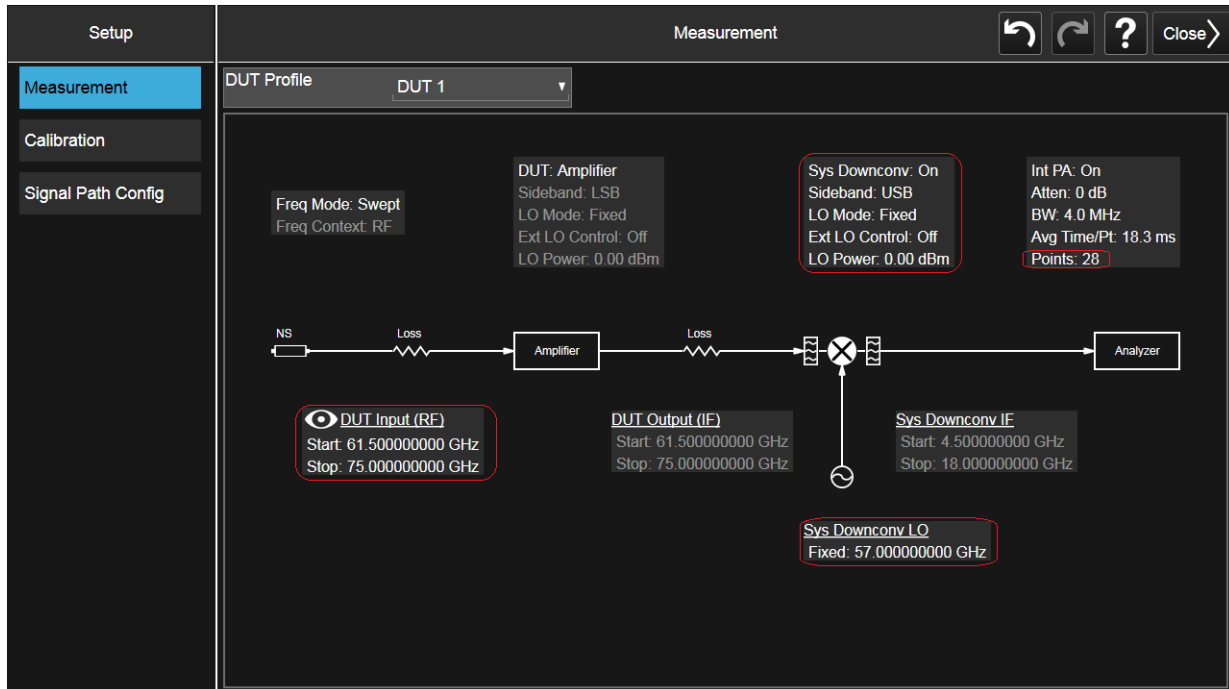 Setup
Measurement
?
Close
Measurement
Calibration
Signal Path Config
DUT Profile
DUT 1
Freq Mode: Swept
Freq Context: RF
DUT: Amplifier
Sideband: LSB
LO Mode: Fixed
Ext LO Control: Off
LO Power: 0.00 dBm
Sys Downconv: On
Sideband: USB
LO Mode: Fixed
Ext LO Control: Off
LO Power: 0.00 dBm
Int PA: On
Atten: 0 dB
BW: 4.0 MHz
Avg Time/Pt: 18.3 ms
Points: 28
NS
Loss
Amplifier
Loss
Analyzer
DUT Input (RF)
Start: 61.500000000 GHz
Stop: 75.000000000 GHz
DUT Output (IF)
Start: 61.500000000 GHz
Stop: 75.000000000 GHz
Sys Downconv IF
Start: 4.500000000 GHz
Stop: 18.000000000 GHz
Sys Downconv LO
Fixed: 57.000000000 GHz